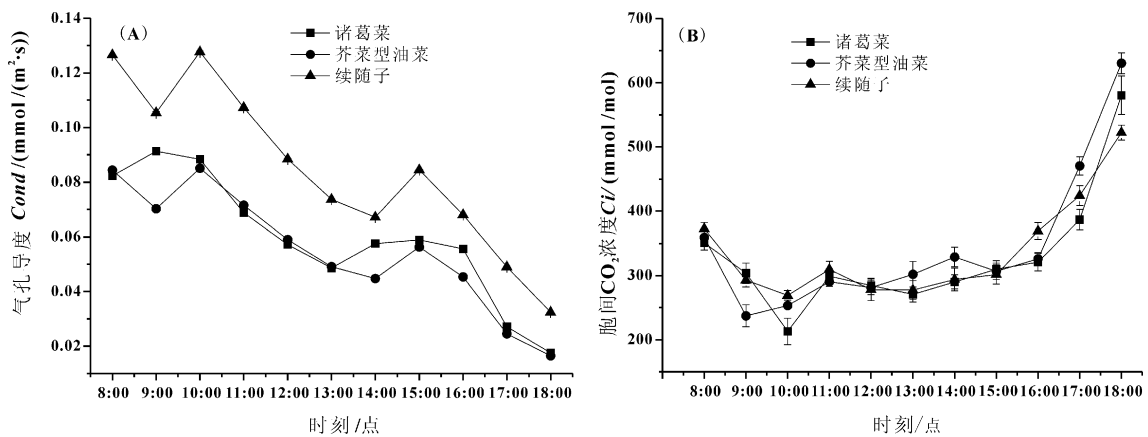 (A)
诸葛菜
芥菜型油菜
续随子
0.14
0.12
0.10
0.08
0.06
0.04
0.02
气孔导度 Cond /(mmol /(m²·s))
8:00 9:00 10:00 11:00 12:00 13:00 14:00 15:00 16:00 17:00 18:00
时刻/点
(B)
诸葛菜
芥菜型油菜
续随子
700
600
500
400
300
200
胞间CO₂浓度Ci/(mmol /mol)
8:00 9:00 10:00 11:00 12:00 13:00 14:00 15:00 16:00 17:00 18:00
时刻/点